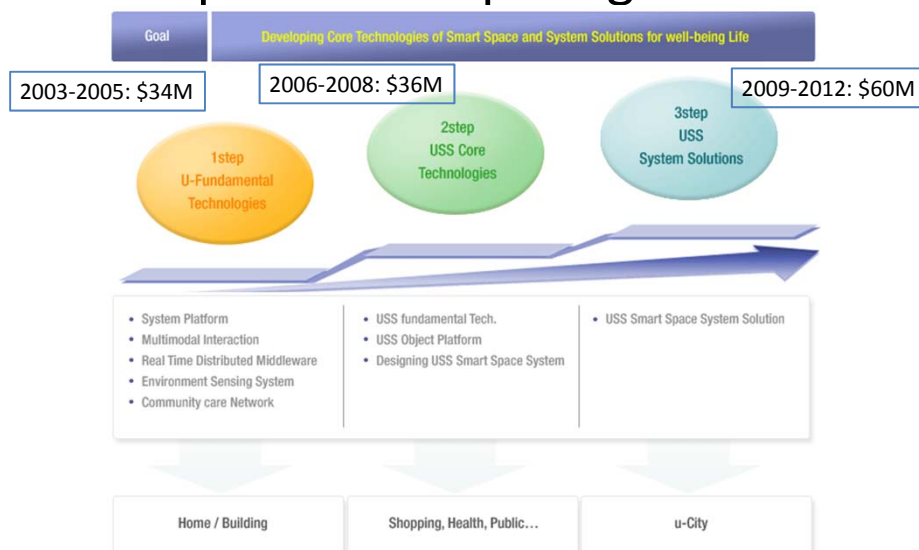 Goal
Developing Core Technologies of Smart Space and System Solutions for well-being Life
2003-2005: $34M
2006-2008: $36M
2009-2012: $60M
1step
U-Fundamental
Technologies
2step
USS Core
Technologies
3step
USS
System Solutions
• System Platform
• Multimodal Interaction
• Real Time Distributed Middleware
• Environment Sensing System
• Community care Network
• USS fundamental Tech.
• USS Object Platform
• Designing USS Smart Space System
• USS Smart Space System Solution
Home / Building
Shopping, Health, Public...
u-City